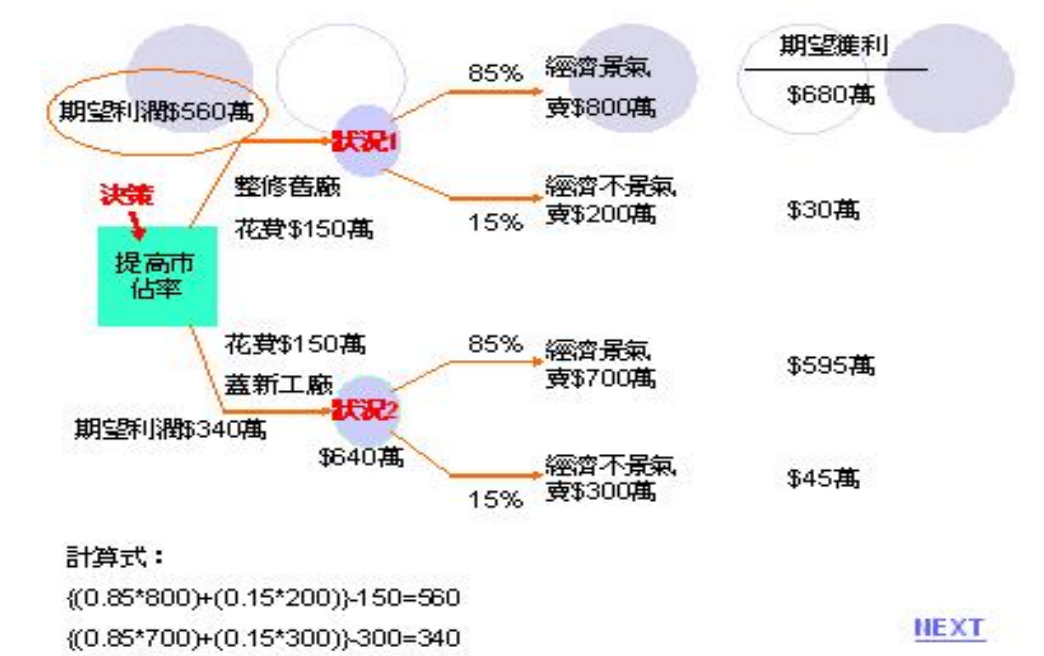 期望獲利
85% 經濟景氣
賣$800萬
$680萬
期望利潤$560萬
狀況1
決策
整修舊廠
花費$150萬
經濟不景氣
15% 賣$200萬
$30萬
提高市
佔率
花費$150萬
蓋新工廠
85% 經濟景氣
賣$700萬
$595萬
狀況2
期望利潤$340萬
$640萬
經濟不景氣
15% 賣$300萬
$45萬
計算式：
{(0.85*800)+(0.15*200)}-150=560
{(0.85*700)+(0.15*300)}-300=340
NEXT